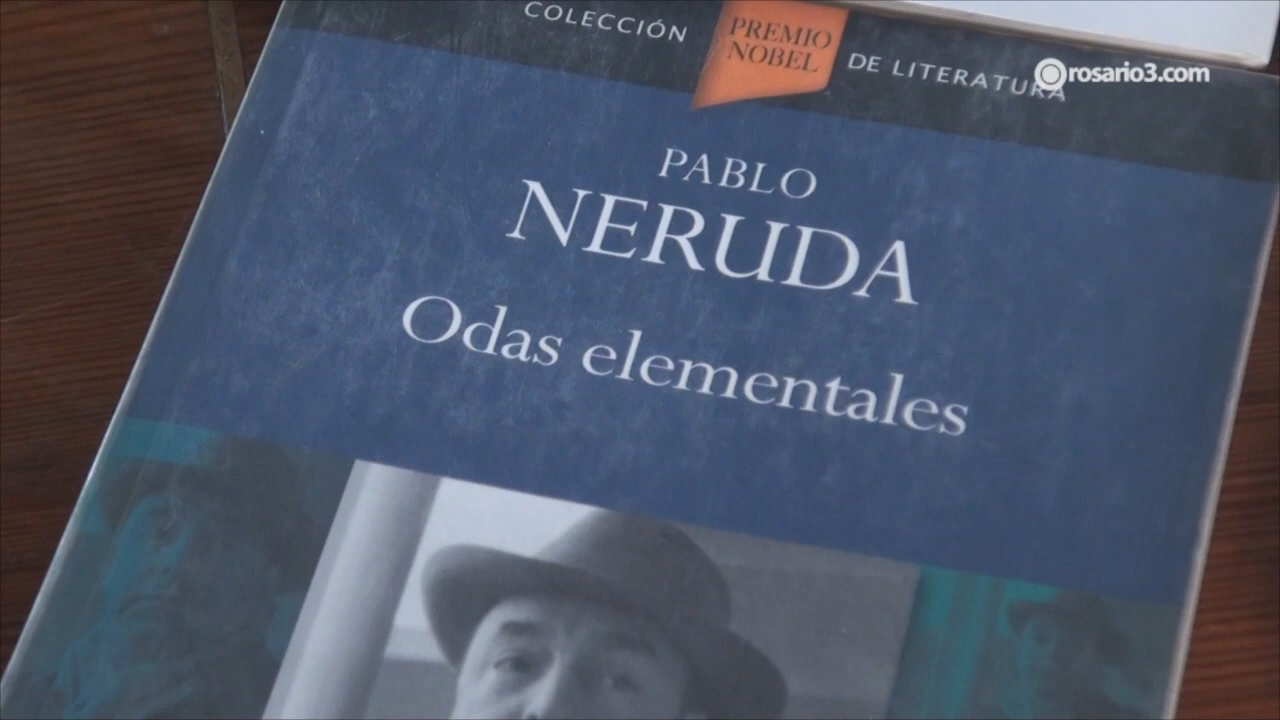 COLECCIÓN
PREMIO
NOBEL
DE LITERATURA
rosario3.com
PABLO
NERUDA
Odas elementales